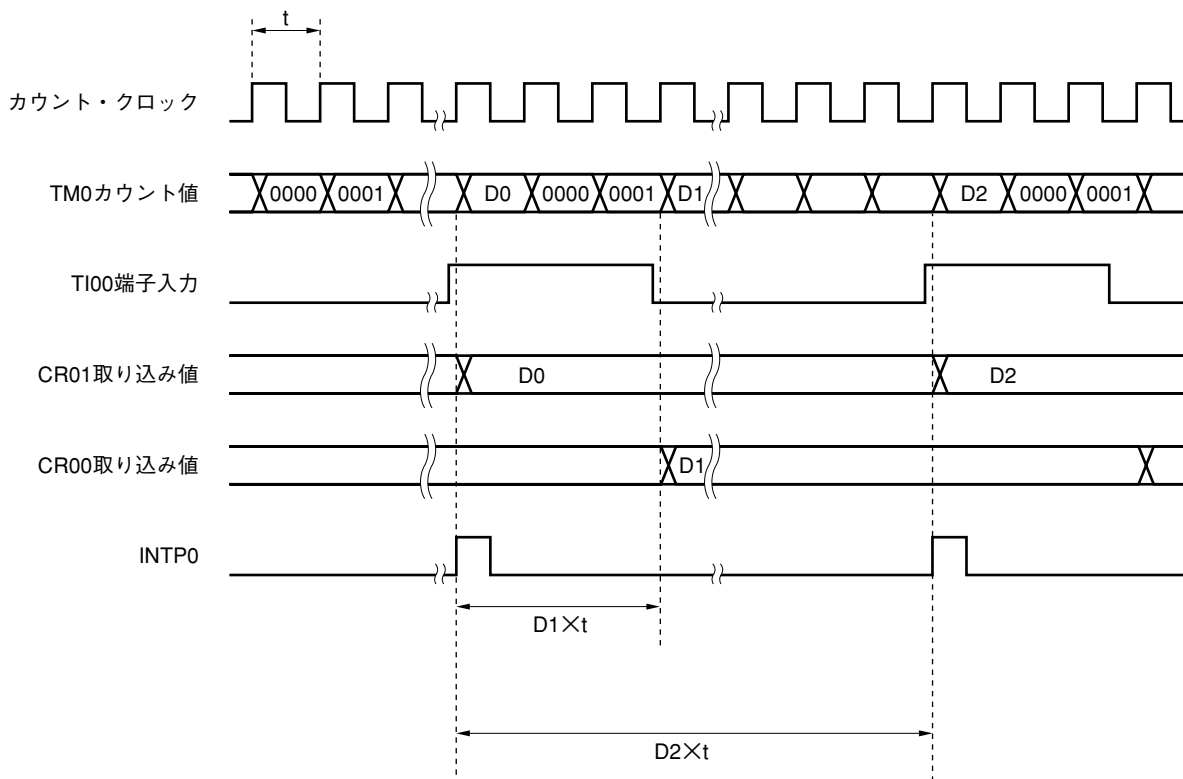 t
カウント・クロック
TM0カウント値 0000 0001 D0 0000 0001 D1 D2 0000 0001
TI00端子入力
CR01取り込み値 D0 D2
CR00取り込み値 D1
INTP0
D1×t
D2×t